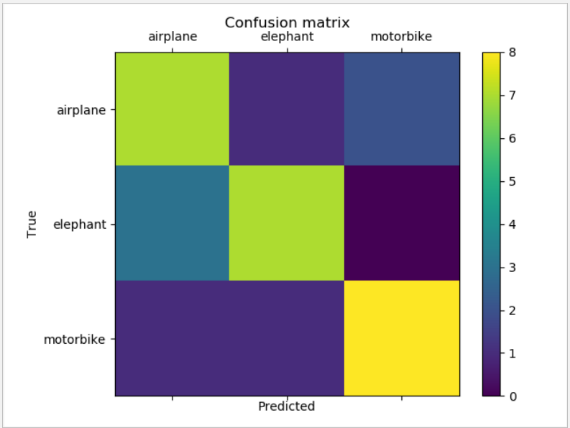 Confusion matrix
airplane elephant motorbike
airplane
elephant
motorbike
True
Predicted
8
7
6
5
4
3
2
1
0